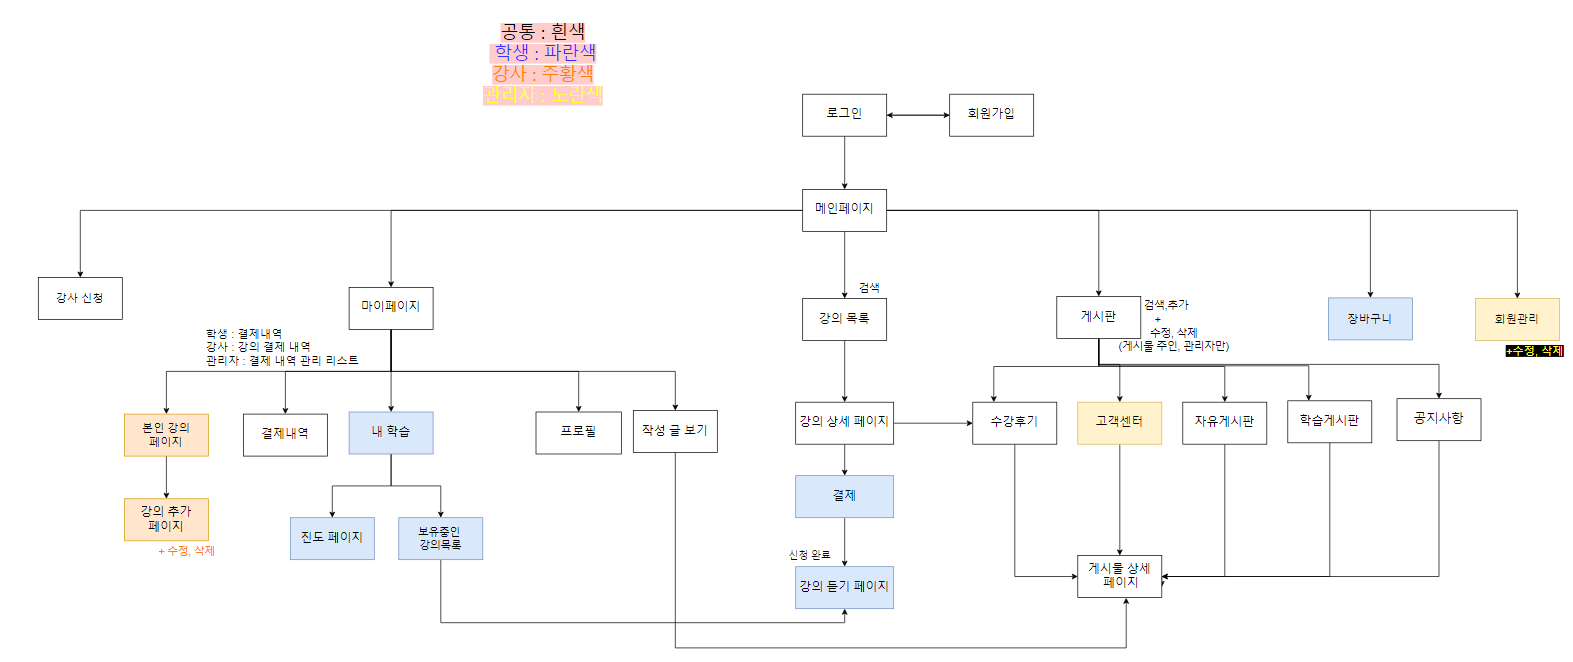 공통 : 흰색
학생 : 파란색
강사 : 주황색
관리자 : 노란색
로그인
회원가입
메인페이지
강사 신청
마이페이지
검색
강의 목록
게시판
검색,추가
+
수정, 삭제
(게시물 주인, 관리자만)
장바구니
회원관리
+수정, 삭제
학생 : 결제내역
강사 : 강의 결제 내역
관리자 : 결제 내역 관리 리스트
본인 강의
페이지
결제내역
내 학습
프로필
작성 글 보기
강의 상세 페이지
수강후기
고객센터
자유게시판
학습게시판
공지사항
강의 추가
페이지
+ 수정, 삭제
진도 페이지
보유중인
강의목록
결제
신청 완료
강의 듣기 페이지
게시물 상세
페이지